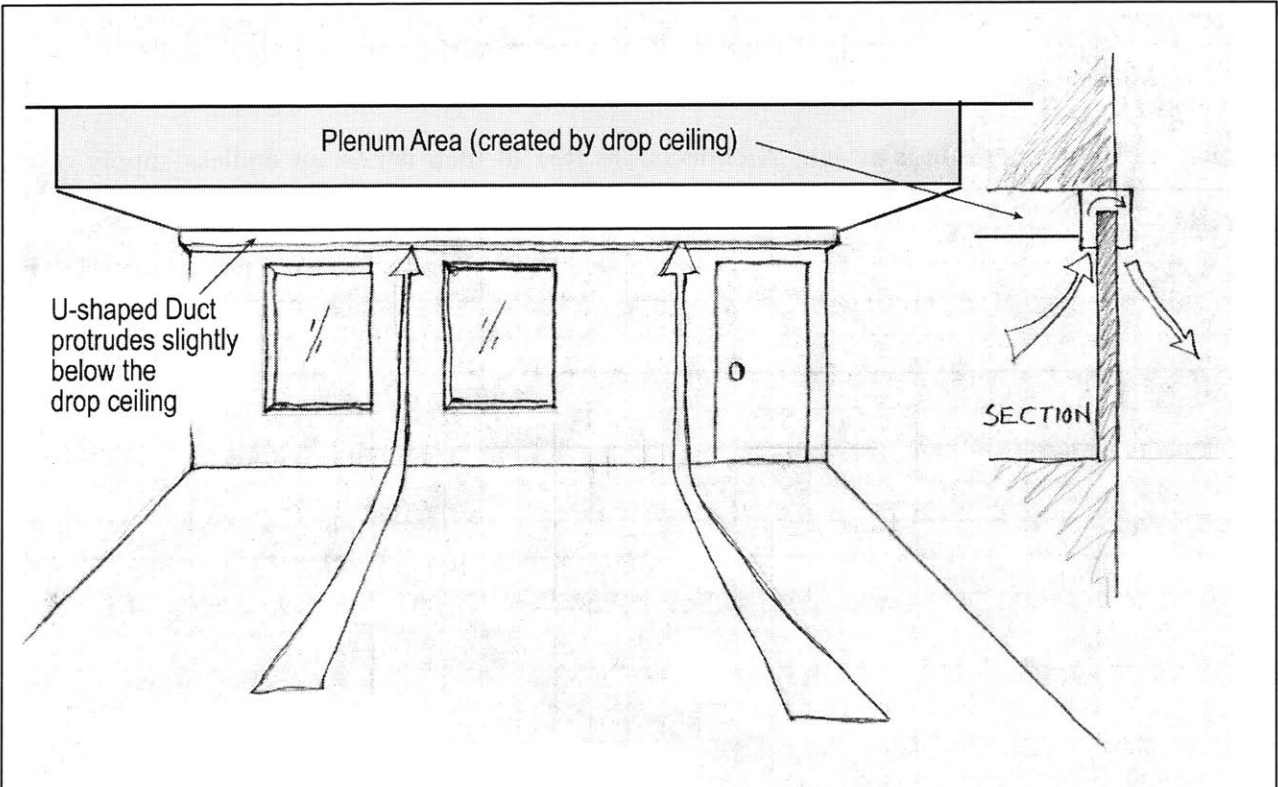 Plenum Area (created by drop ceiling)
U-shaped Duct
protrudes slightly
below the
drop ceiling
SECTION